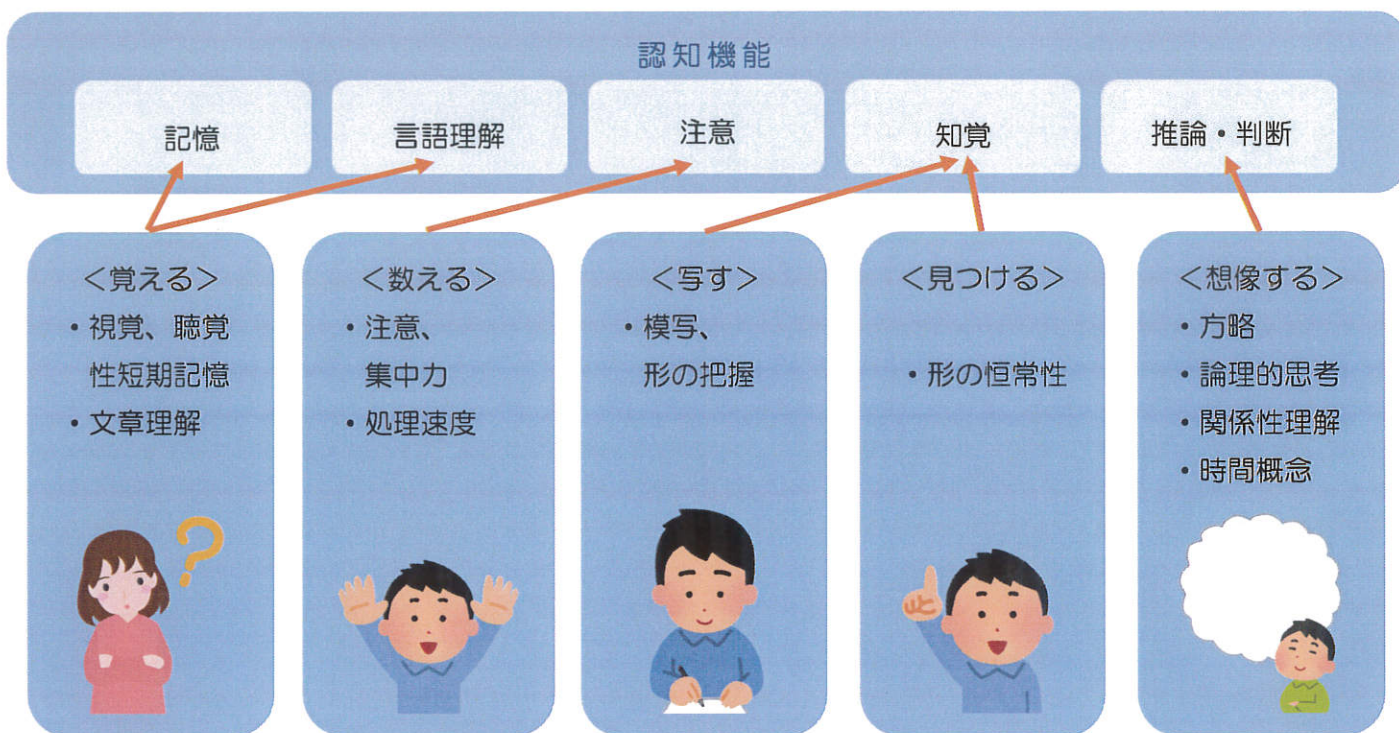 認知機能
記憶
言語理解
注意
知覚
推論・判断
＜覚える＞
・視覚、聴覚
性短期記憶
・文章理解
＜数える＞
・注意、
集中力
・処理速度
＜写す＞
・模写、
形の把握
＜見つける＞
・形の恒常性
＜想像する＞
・方略
・論理的思考
・関係性理解
・時間概念